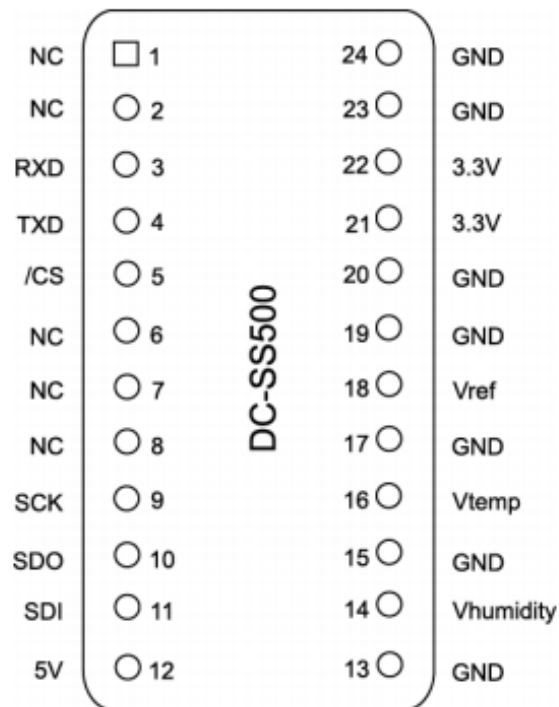 NC 1 24 GND
NC 2 23 GND
RXD 3 22 3.3V
TXD 4 21 3.3V
/CS 5 20 GND
NC 6 19 GND
NC 7 18 Vref
NC 8 17 GND
SCK 9 16 Vtemp
SDO 10 15 GND
SDI 11 14 Vhumidity
5V 12 13 GND
DC-SS500